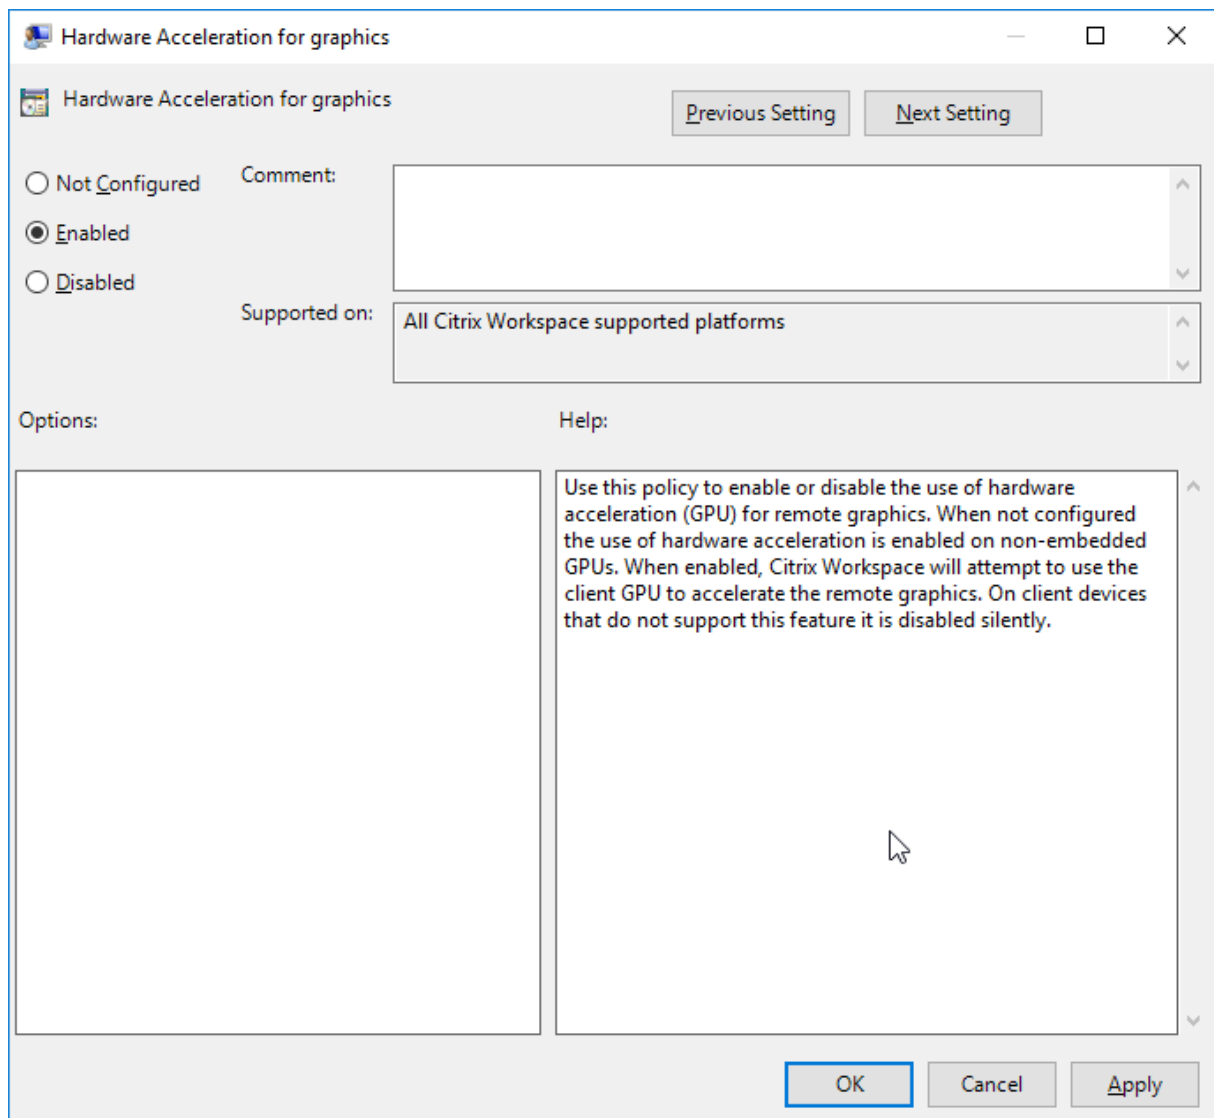 Hardware Acceleration for graphics
Hardware Acceleration for graphics
Previous Setting
Next Setting
Not Configured
Enabled
Disabled
Comment:
Supported on:
All Citrix Workspace supported platforms
Options:
Help:
Use this policy to enable or disable the use of hardware
acceleration (GPU) for remote graphics. When not configured
the use of hardware acceleration is enabled on non-embedded
GPUs. When enabled, Citrix Workspace will attempt to use the
client GPU to accelerate the remote graphics. On client devices
that do not support this feature it is disabled silently.
OK
Cancel
Apply